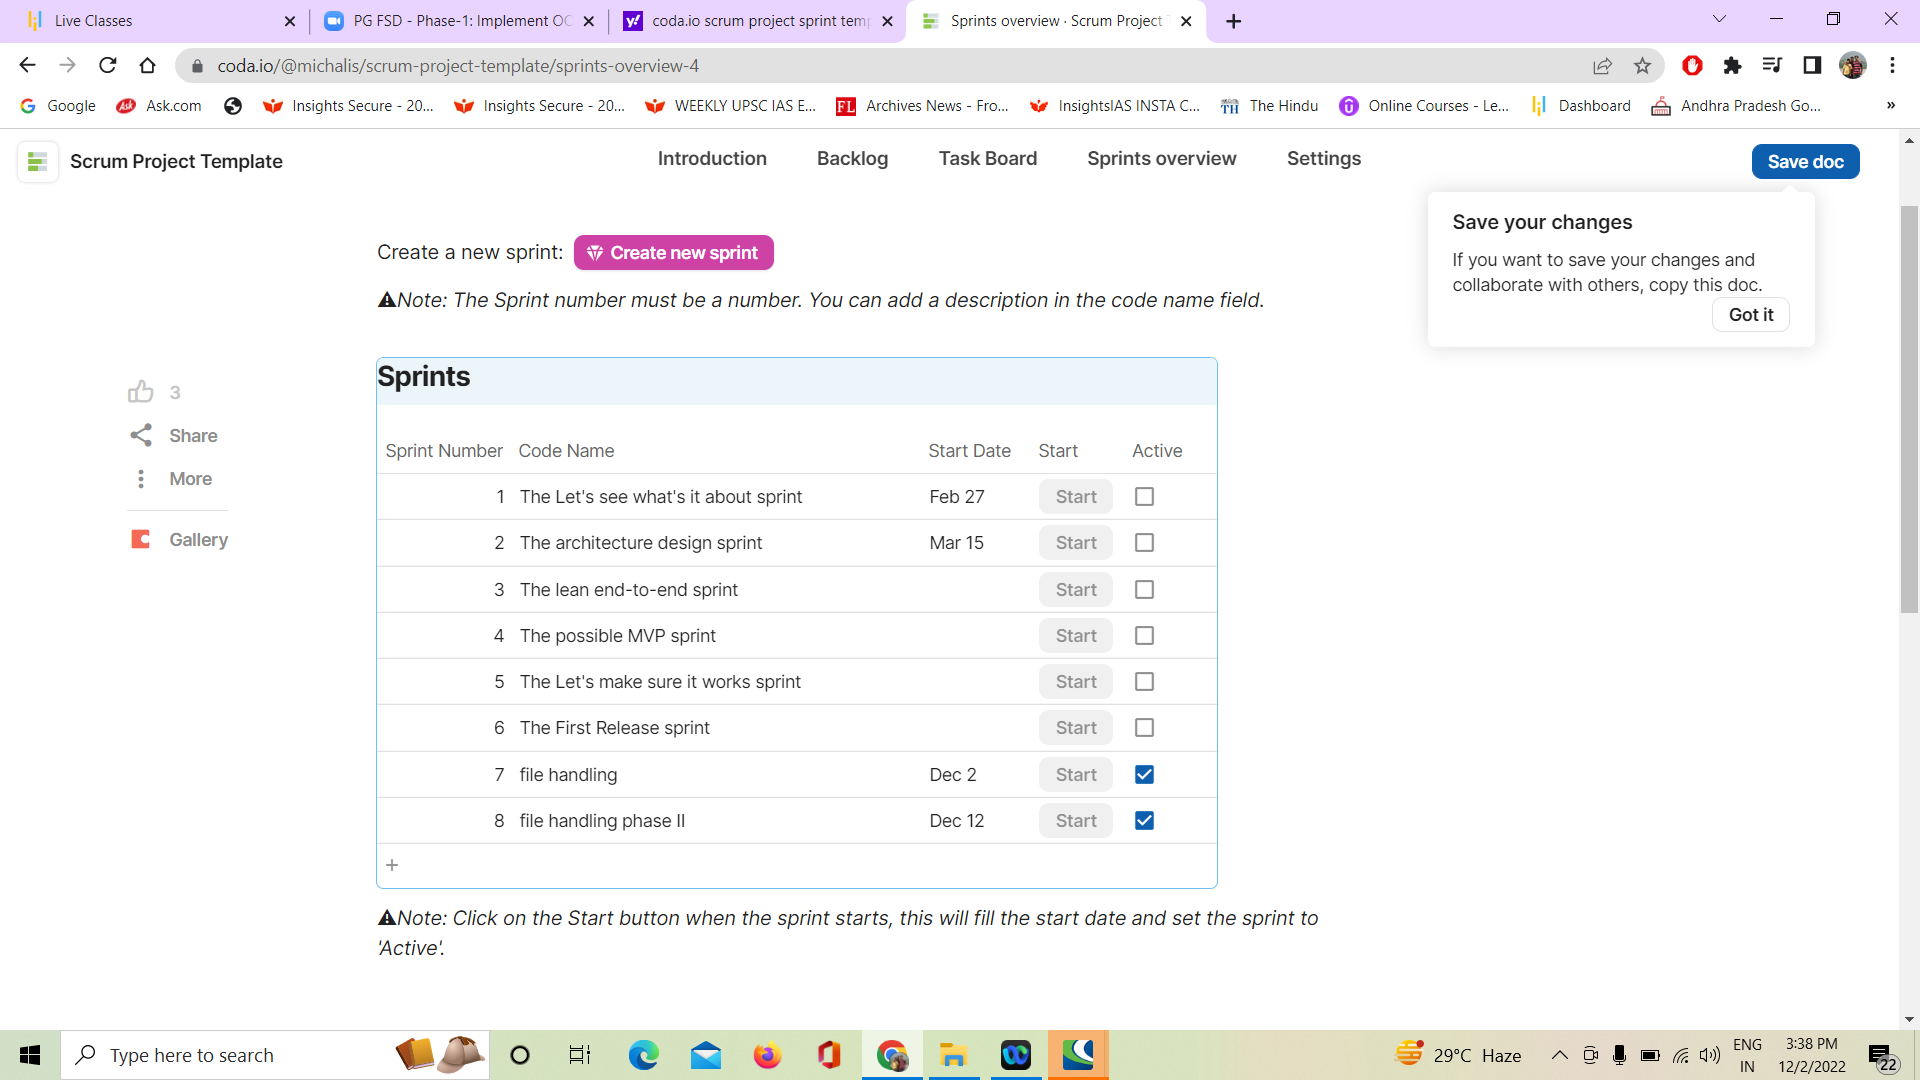 Live Classes
PG FSD - Phase-1: Implement OO
coda.io scrum project sprint temp
Sprints overview · Scrum Project T
coda.io/@michalis/scrum-project-template/sprints-overview-4
Google
Ask.com
Insights Secure - 20...
Insights Secure - 20...
WEEKLY UPSC IAS E...
FL Archives News - Fro...
InsightsIAS INSTA C...
TH The Hindu
Online Courses - Le...
Dashboard
Andhra Pradesh Go...
»
Scrum Project Template
Introduction Backlog Task Board Sprints overview Settings
Save doc
Save your changes
If you want to save your changes and
collaborate with others, copy this doc.
Got it
Create a new sprint: Create new sprint
Note: The Sprint number must be a number. You can add a description in the code name field.
3
Share
More
Gallery
Sprints
Sprint Number Code Name Start Date Start Active
1 The Let's see what's it about sprint Feb 27 Start
2 The architecture design sprint Mar 15 Start
3 The lean end-to-end sprint Start
4 The possible MVP sprint Start
5 The Let's make sure it works sprint Start
6 The First Release sprint Start
7 file handling Dec 2 Start
8 file handling phase II Dec 12 Start
+
Note: Click on the Start button when the sprint starts, this will fill the start date and set the sprint to
'Active'.
Type here to search
29°C Haze
ENG
IN
3:38 PM
12/2/2022
22